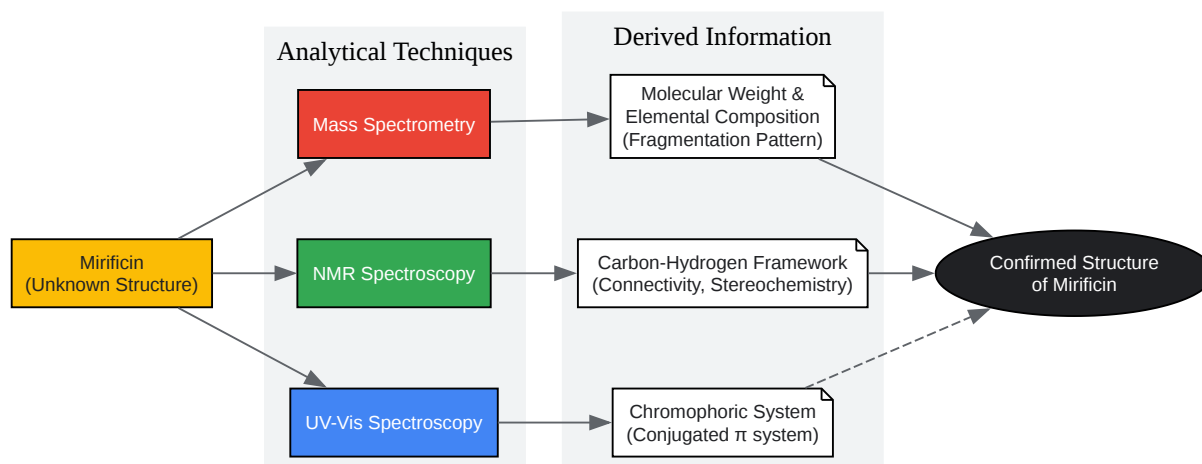 Analytical Techniques
Derived Information
Mass Spectrometry
Molecular Weight &
Elemental Composition
(Fragmentation Pattern)
Mirificin
(Unknown Structure)
NMR Spectroscopy
Carbon-Hydrogen Framework
(Connectivity, Stereochemistry)
Confirmed Structure
of Mirificin
UV-Vis Spectroscopy
Chromophoric System
(Conjugated π system)